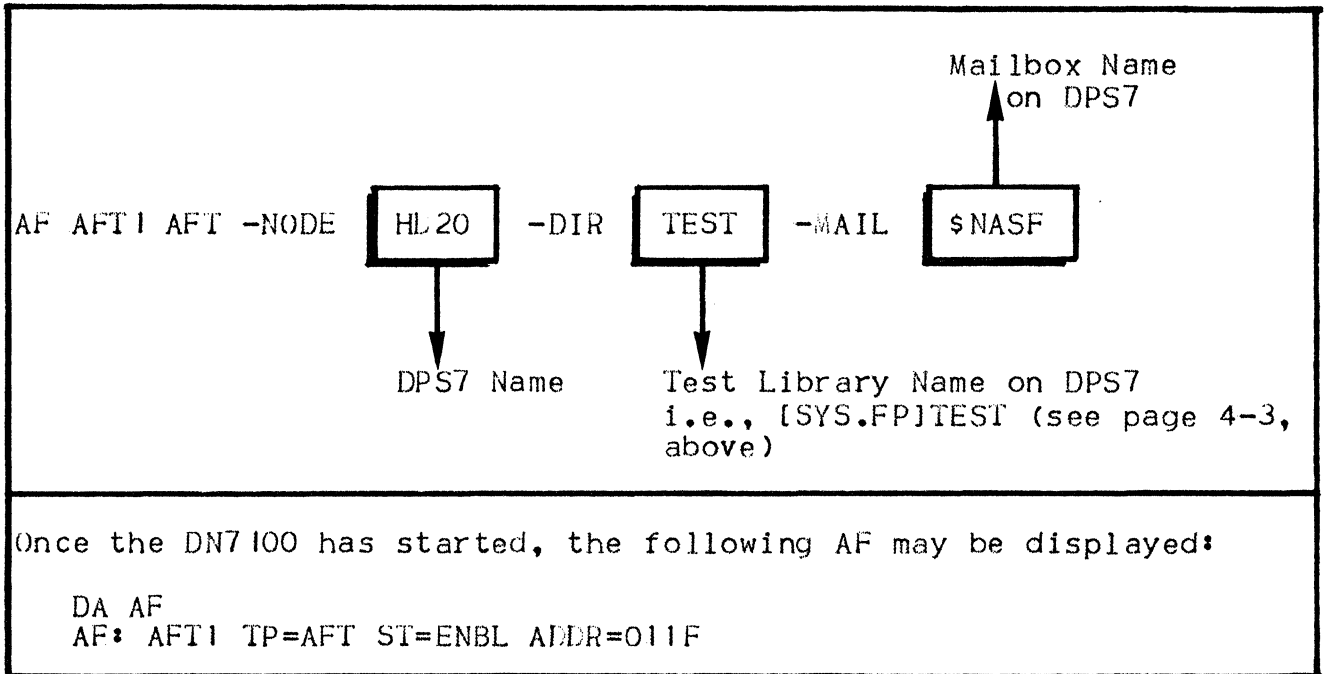 Mailbox Name
on DPS7
AF AFT1 AFT -NODE HL20 -DIR TEST -MAIL $NASF
DPS7 Name
Test Library Name on DPS7
i.e., [SYS.FP]TEST (see page 4-3,
above)
Once the DN7100 has started, the following AF may be displayed:
DA AF
AF: AFT1 TP=AFT ST=ENBL ADDR=011F